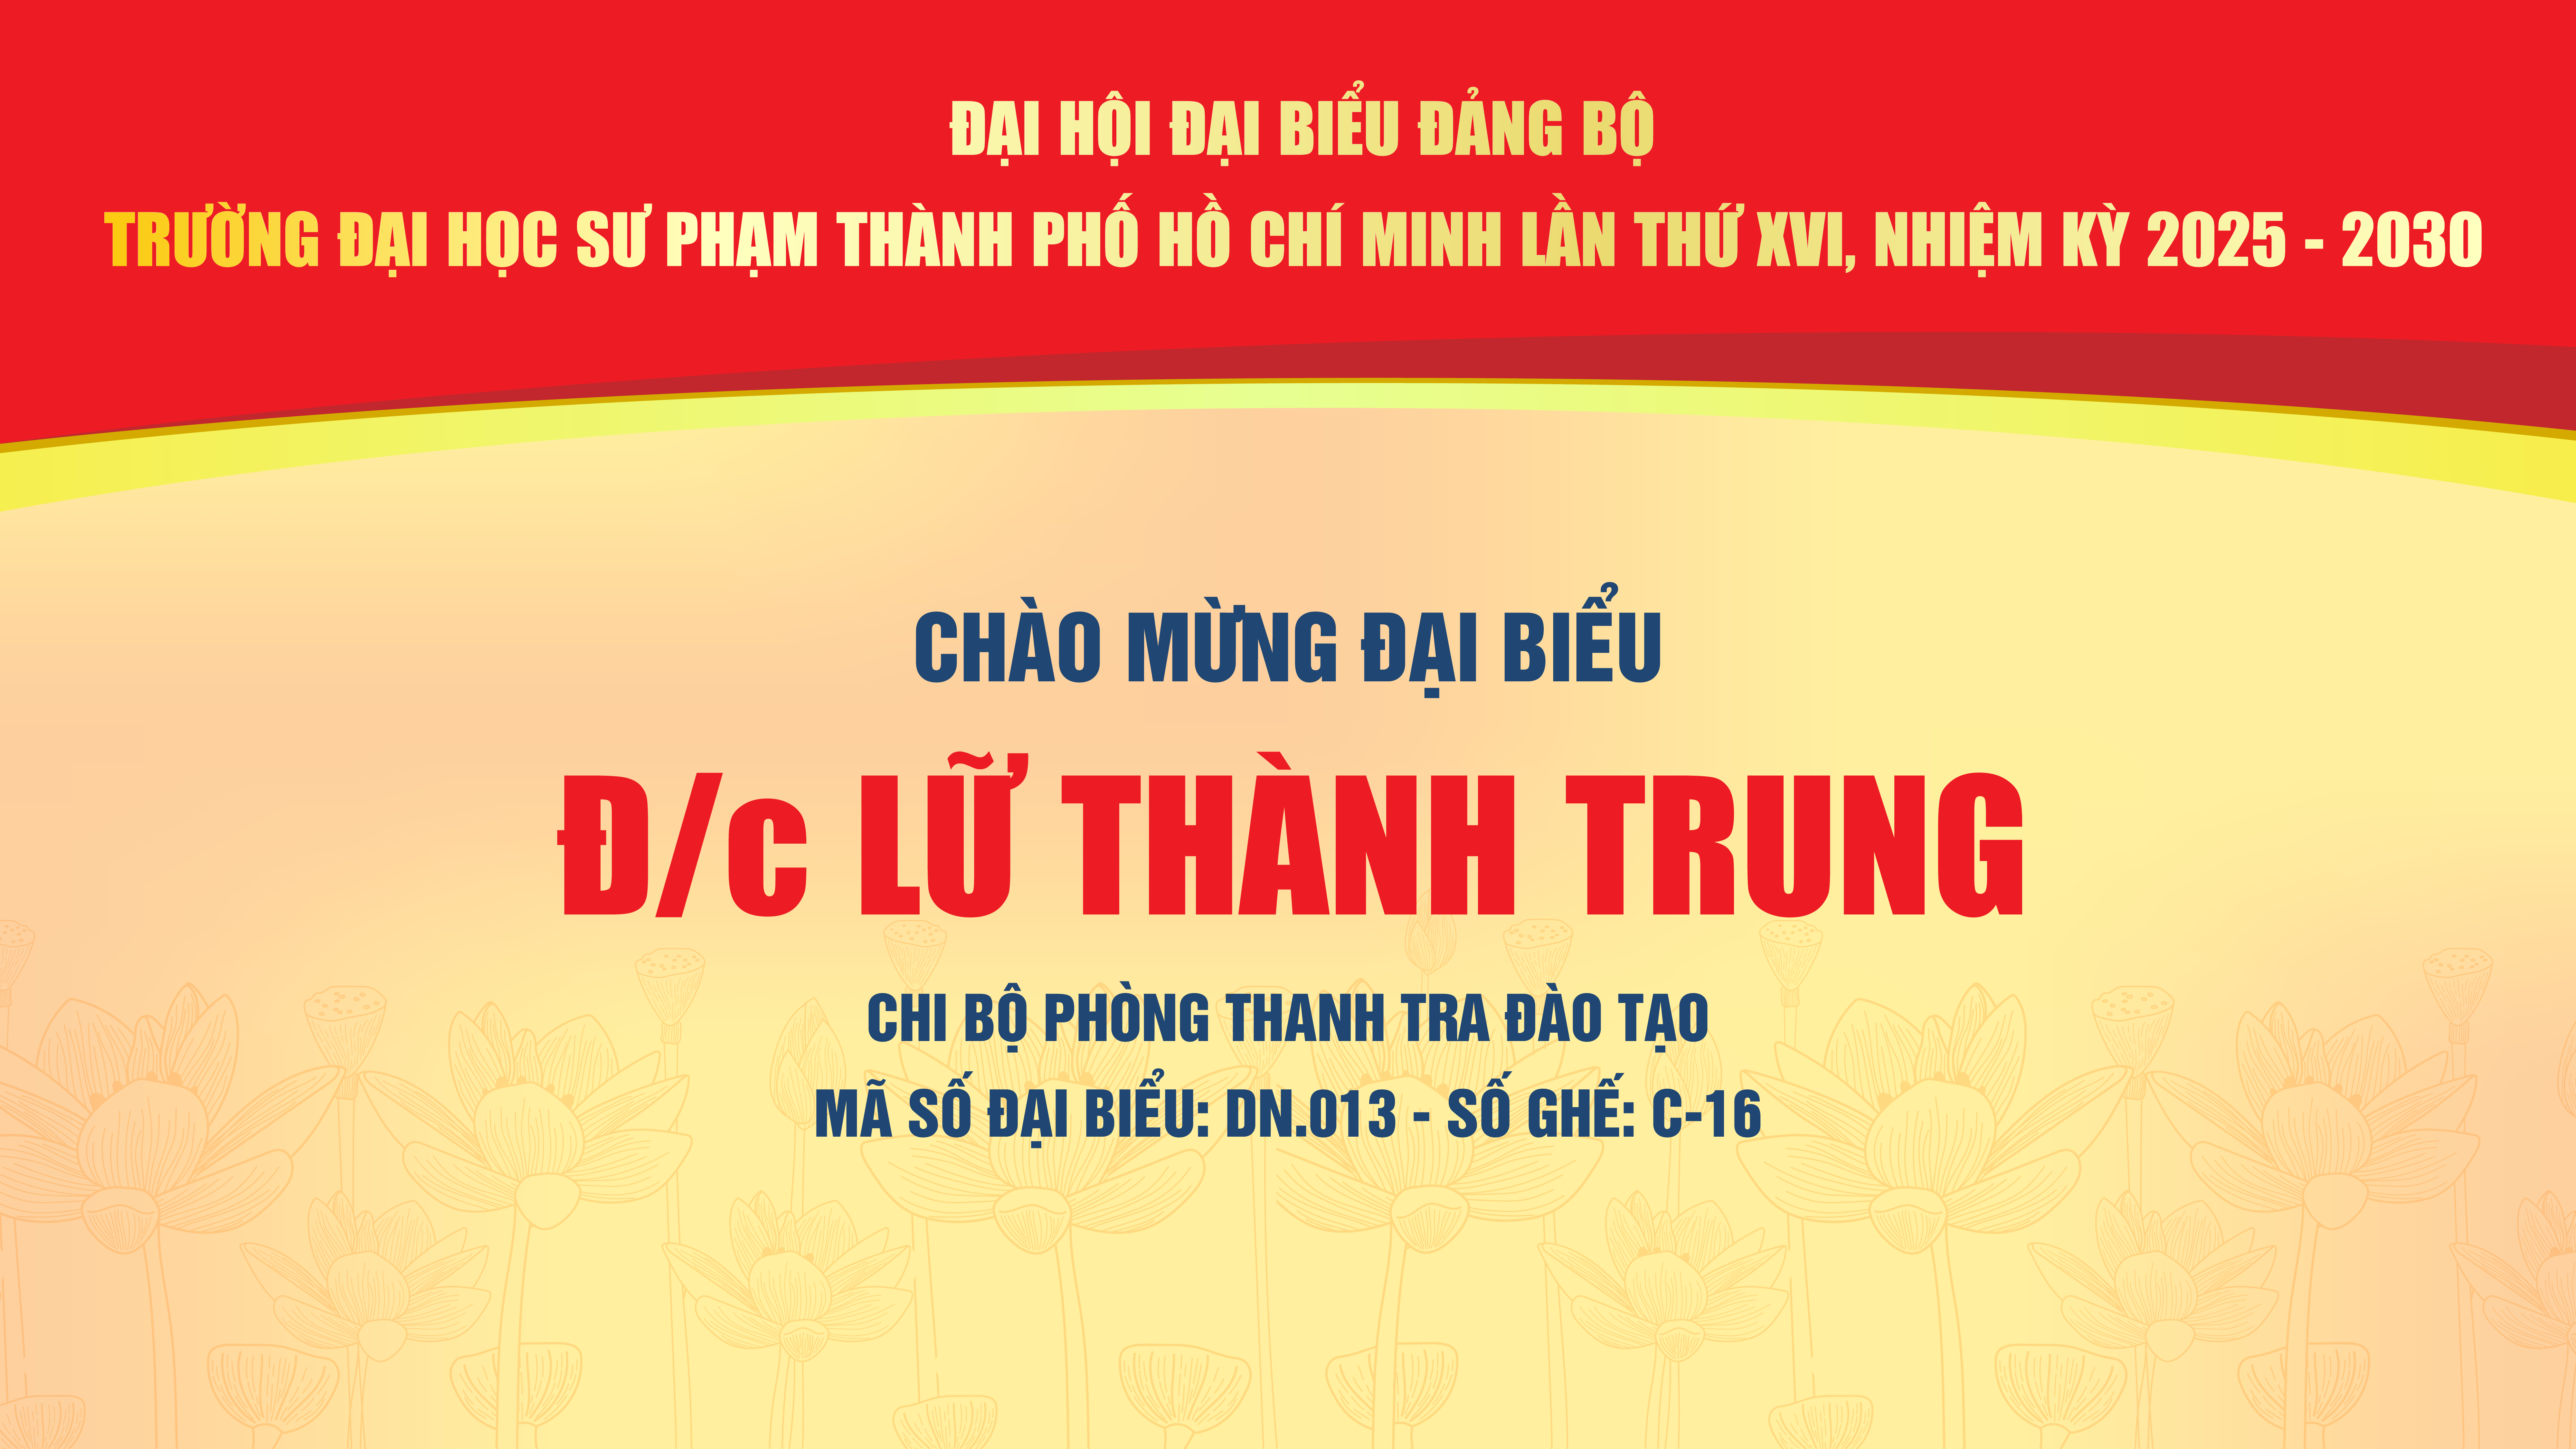 ĐẠI HỘI ĐẠI BIỂU ĐẢNG BỘ
TRƯỜNG ĐẠI HỌC SƯ PHẠM THÀNH PHỐ HỒ CHÍ MINH LẦN THỨ XVI, NHIỆM KỲ 2025 - 2030
CHÀO MỪNG ĐẠI BIỂU
Đ/c LỮ THÀNH TRUNG
CHI BỘ PHÒNG THANH TRA ĐÀO TẠO
MÃ SỐ ĐẠI BIỂU: DN.013 - SỐ GHẾ: C-16